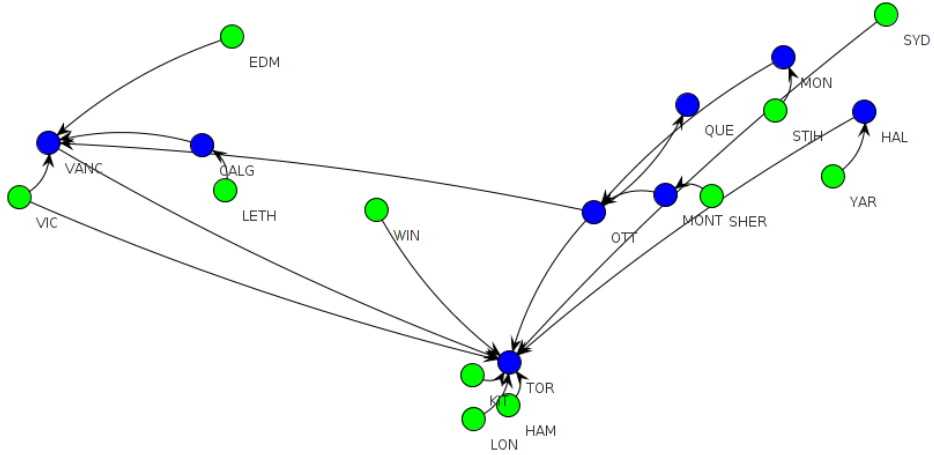 SYD
EDM
MON
QUE
STIH
HAL
VANC
CALG
YAR
LETH
MONT
SHER
VIC
WIN
OTT
TOR
KIT
HAM
LON